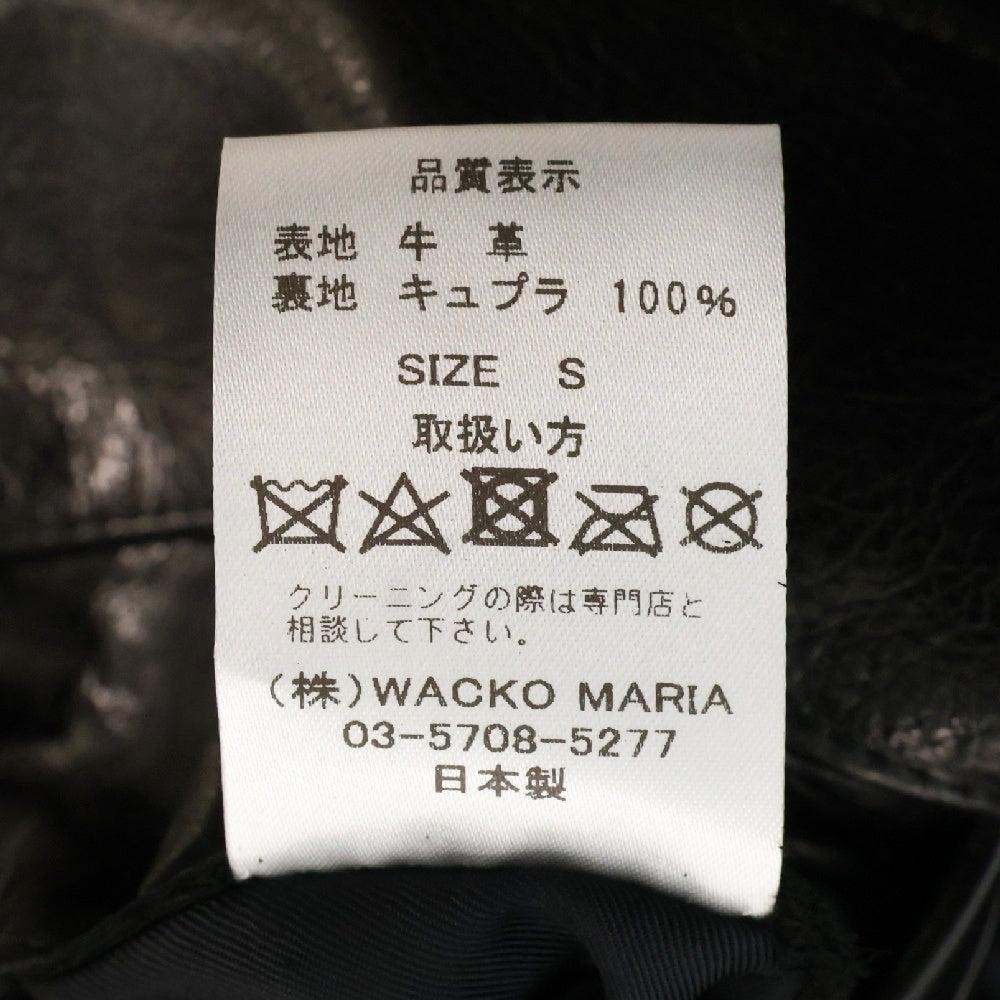 品質表示
表地 牛 革
裏地 キュプラ 100%
SIZE S
取扱い方
クリーニングの際は専門店と
相談して下さい。
(株)WACKO MARIA
03-5708-5277
日本製